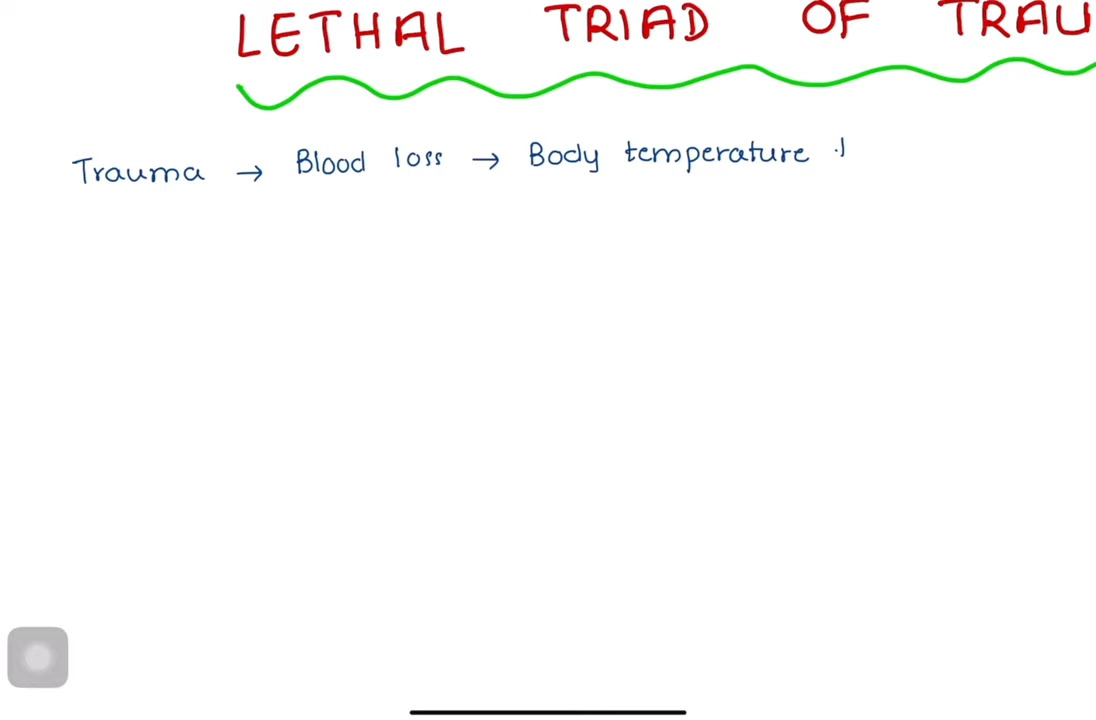 LETHAL TRIAD OF TRAU
Trauma → Blood loss → Body temperature